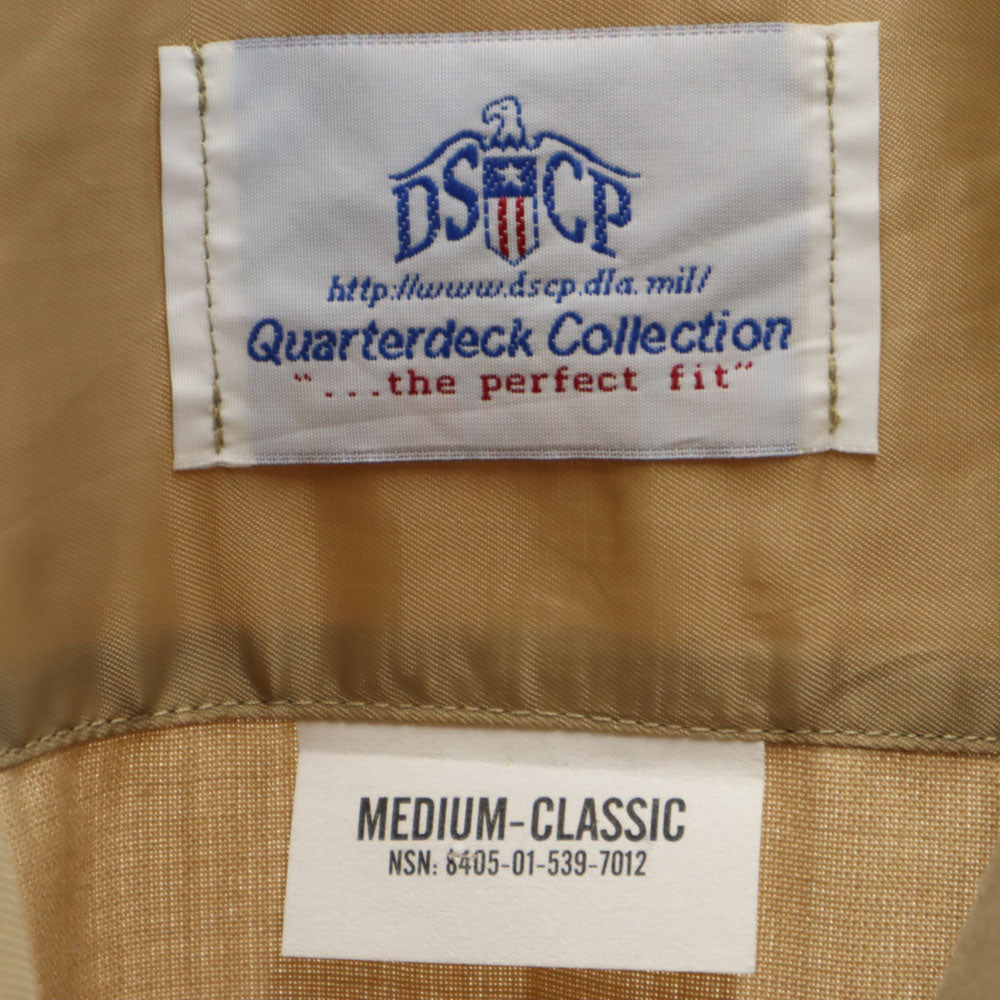 DSCP
http://www.dscp.dla.mil/
Quarterdeck Collection
"...the perfect fit"
MEDIUM-CLASSIC
NSN: 8405-01-539-7012